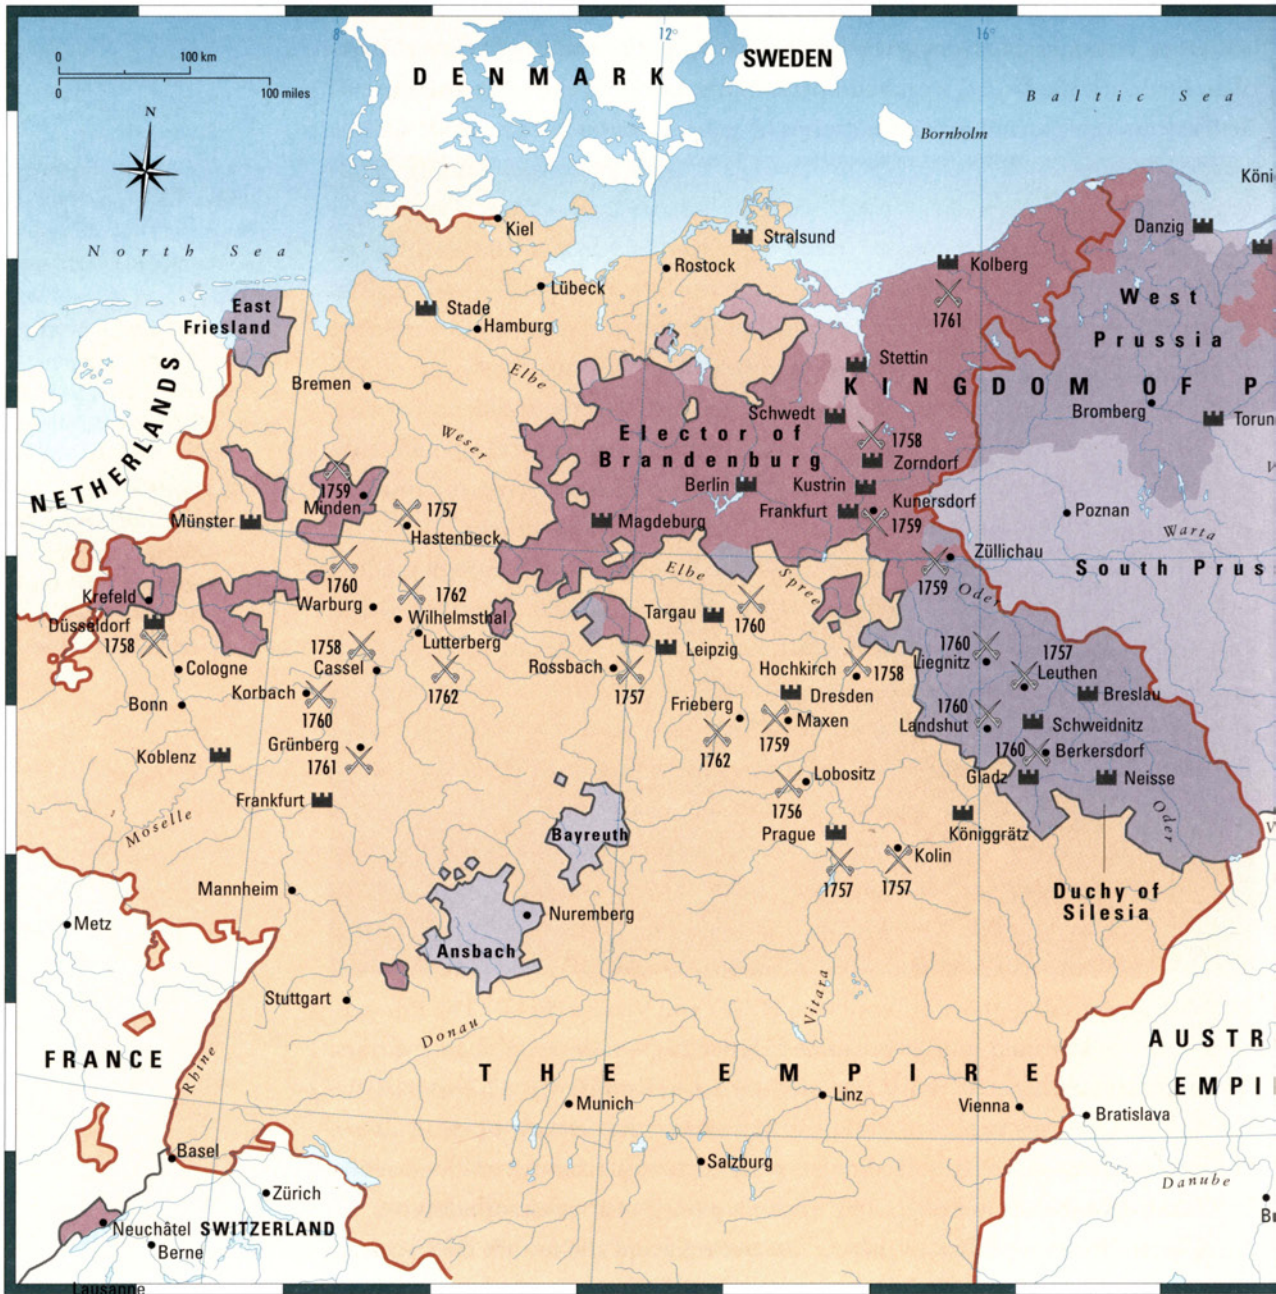 8°
12°
16°
0
100 km
0
100 miles
N
DENMARK
SWEDEN
Baltic Sea
Bornholm
North Sea
Kiel
Stralsund
Rostock
Lübeck
Stade
Hamburg
East
Friesland
Kolberg
1761
Köni
Danzig
West
Prussia
NETHERLANDS
Bremen
Elbe
Weser
Stettin
KINGDOM OF P
Schwedt
Bromberg
Torun
Elector of
Brandenburg
1758
Zorndorf
Berlin
Kustrin
Kunersdorf
Frankfurt
1759
Magdeburg
Poznan
Warta
South Prus
1759
Minden
1757
Hastenbeck
Münster
1760
Warburg
1762
Wilhelmsthal
Lutterberg
Krefeld
Düsseldorf
1758
Cologne
Bonn
1758
Cassel
1762
Korbach
1760
Grünberg
1761
Koblenz
Frankfurt
Moselle
Elbe
Spree
Züllichau
1759
Oder
Targau
1760
Leipzig
Rossbach
1757
Hochkirch
1758
Dresden
Frieberg
1762
1759
Maxen
Lobositz
1756
Prague
1757
Kolin
1757
Königgrätz
1760
Liegnitz
1757
Leuthen
Breslau
1760
Landshut
Schweidnitz
1760
Berkersdorf
Gladz
Neisse
Oder
Duchy of
Silesia
Bayreuth
Nuremberg
Ansbach
Mannheim
Metz
Stuttgart
Donau
Vitara
FRANCE
Rhine
THE EMPIRE
AUSTR
EMPI
Munich
Linz
Vienna
Bratislava
Salzburg
Danube
Basel
Zürich
Neuchâtel
SWITZERLAND
Berne
Lausanne